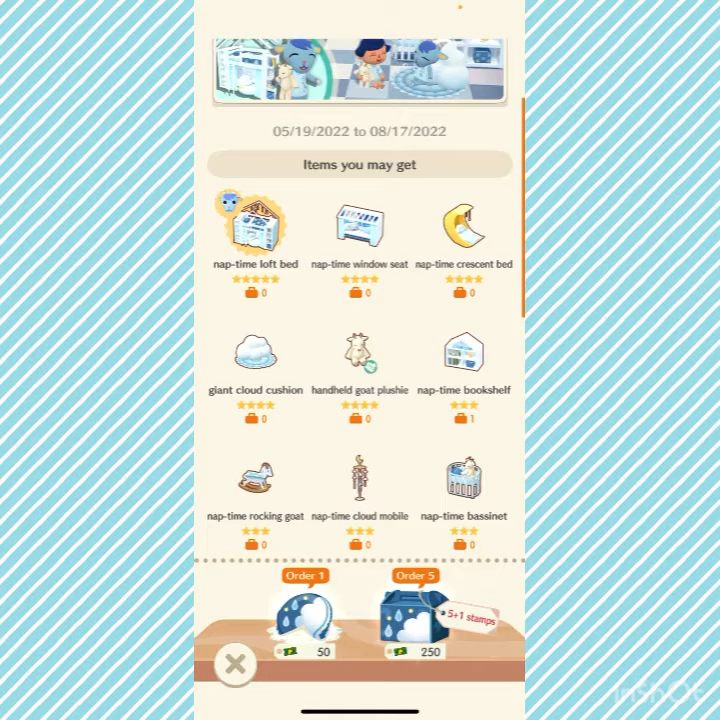 05/19/2022 to 08/17/2022
Items you may get
nap-time loft bed
nap-time window seat
nap-time crescent bed
0
0
0
giant cloud cushion
handheld goat plushie
nap-time bookshelf
0
0
1
nap-time rocking goat
nap-time cloud mobile
nap-time bassinet
0
0
0
Order 1
Order 5
5+1 stamps
50
250
InShOt